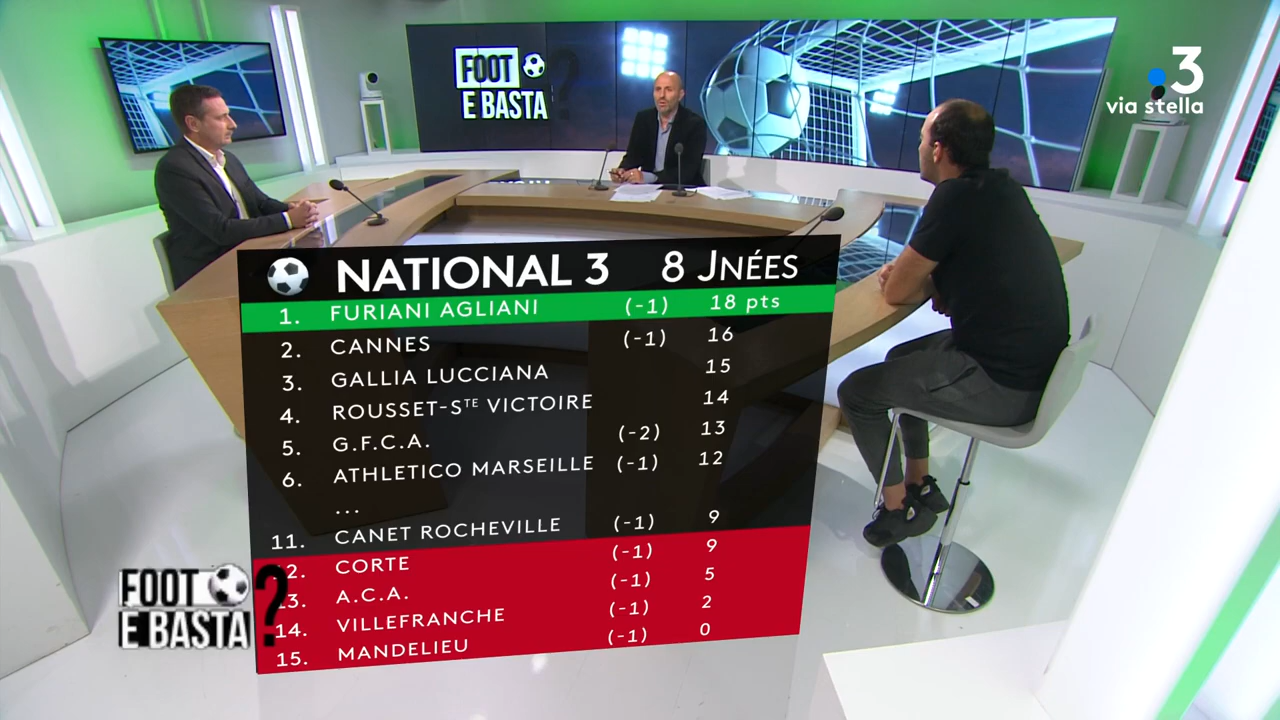 FOOT
E BASTA ?
3
via stella
NATIONAL 3 8 JNÉES
1. FURIANI AGLIANI (-1) 18 pts
2. CANNES (-1) 16
3. GALLIA LUCCIANA 15
4. ROUSSET-STE VICTOIRE 14
5. G.F.C.A. (-2) 13
6. ATHLETICO MARSEILLE (-1) 12
...
11. CANET ROCHEVILLE (-1) 9
12. CORTE (-1) 9
13. A.C.A. (-1) 5
14. VILLEFRANCHE (-1) 2
15. MANDELIEU (-1) 0
FOOT
E BASTA ?